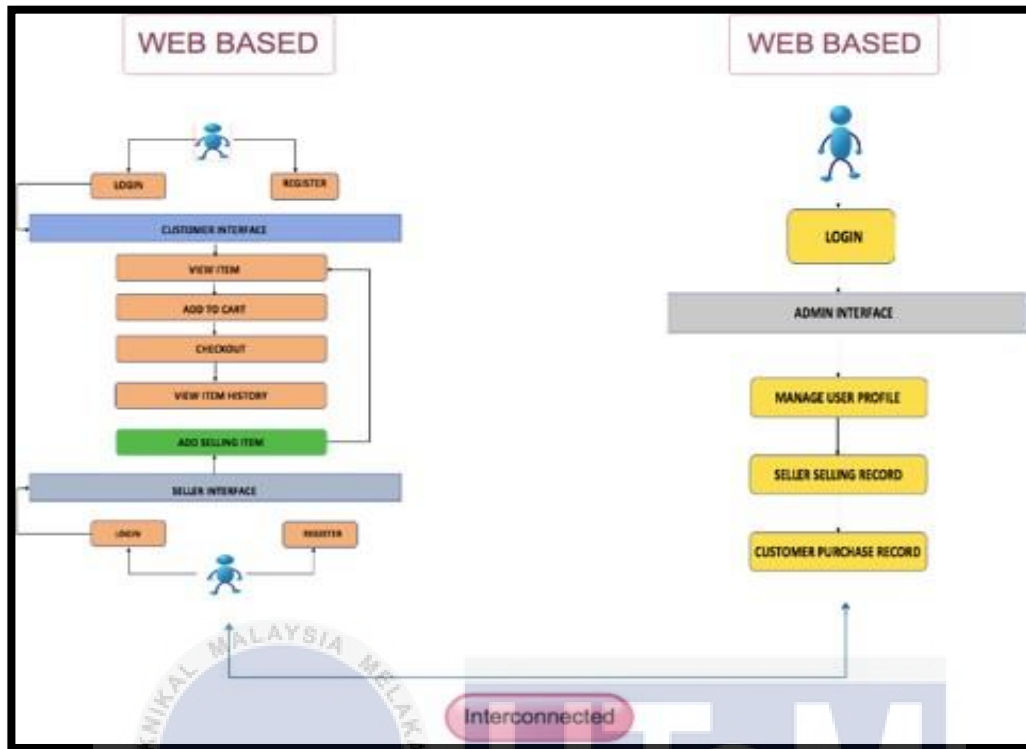 WEB BASED
LOGIN
REGISTER
CUSTOMER INTERFACE
VIEW ITEM
ADD TO CART
CHECKOUT
VIEW ITEM HISTORY
ADD SELLING ITEM
SELLER INTERFACE
LOGIN
REGISTER
WEB BASED
LOGIN
ADMIN INTERFACE
MANAGE USER PROFILE
SELLER SELLING RECORD
CUSTOMER PURCHASE RECORD
Interconnected
MALAYSIA